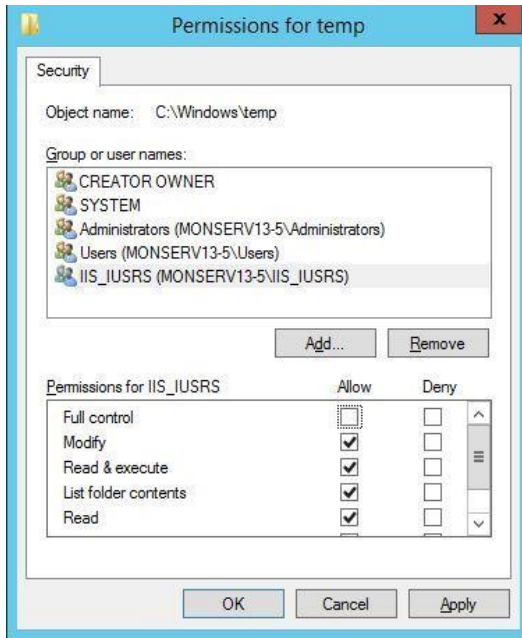 Permissions for temp
x
Security
Object name: C:\Windows\temp
Group or user names:
CREATOR OWNER
SYSTEM
Administrators (MONSERV13-5\Administrators)
Users (MONSERV13-5\Users)
IIS_IUSRS (MONSERV13-5\IIS_IUSRS)
Add... Remove
Permissions for IIS_IUSRS Allow Deny
Full control
Modify
Read & execute
List folder contents
Read
OK Cancel Apply